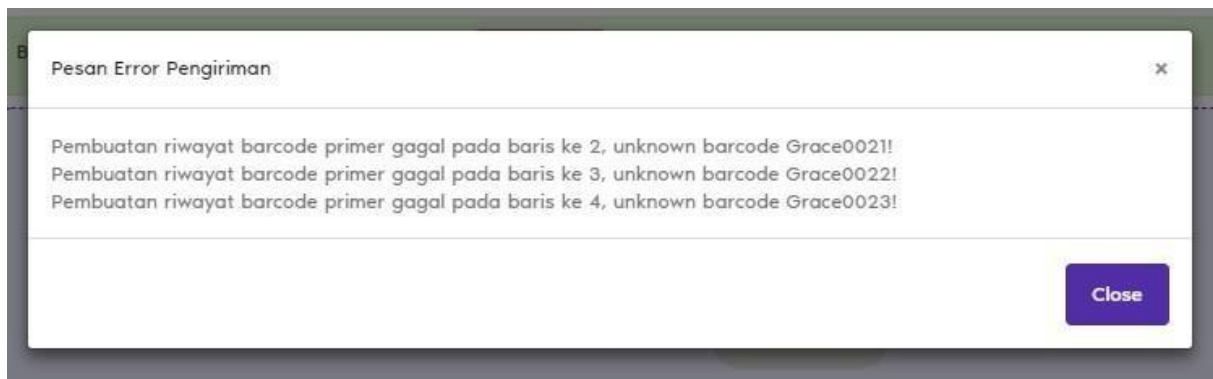 B
Pesan Error Pengiriman
×
Pembuatan riwayat barcode primer gagal pada baris ke 2, unknown barcode Grace0021!
Pembuatan riwayat barcode primer gagal pada baris ke 3, unknown barcode Grace0022!
Pembuatan riwayat barcode primer gagal pada baris ke 4, unknown barcode Grace0023!
Close